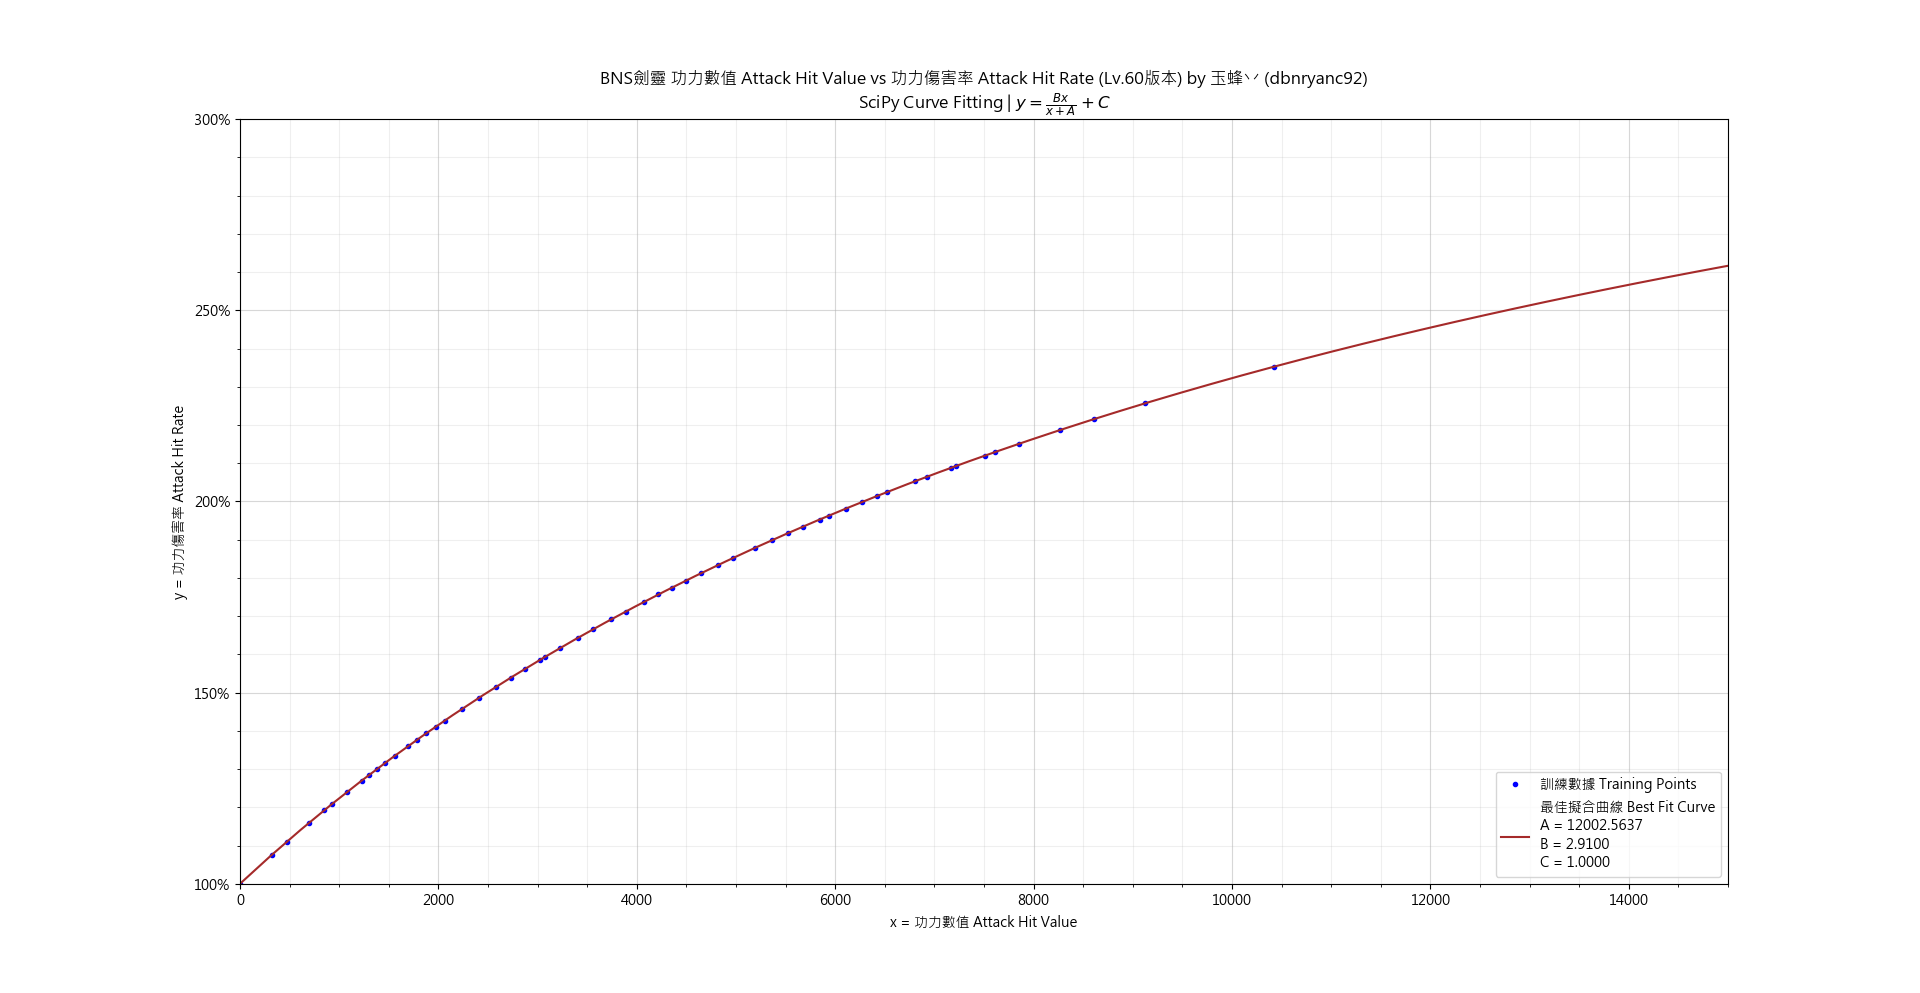 BNS劍靈 功力數值 Attack Hit Value vs 功力傷害率 Attack Hit Rate (Lv.60版本) by 玉蜂ヅ (dbnryanc92)
SciPy Curve Fitting | y = Bx/(x + A) + C
300%
250%
200%
150%
100%
y = 功力傷害率 Attack Hit Rate
0 2000 4000 6000 8000 10000 12000 14000
x = 功力數值 Attack Hit Value
訓練數據 Training Points
最佳擬合曲線 Best Fit Curve
A = 12002.5637
B = 2.9100
C = 1.0000